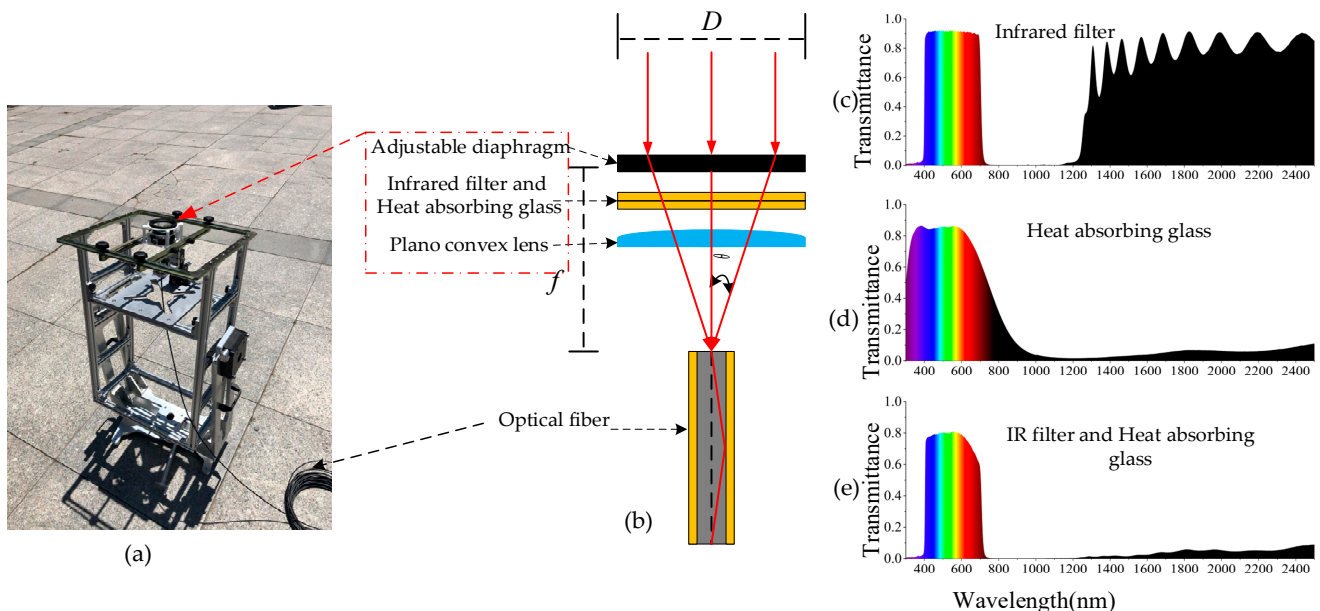 (a)
D
Adjustable diaphragm
Infrared filter and
Heat absorbing glass
Plano convex lens
f
θ
Optical fiber
(b)
(c)
Transmittance
1.0
0.8
0.6
0.4
0.2
0.0
Infrared filter
400 600 800 1000 1200 1400 1600 1800 2000 2200 2400
(d)
Transmittance
1.0
0.8
0.6
0.4
0.2
0.0
Heat absorbing glass
400 600 800 1000 1200 1400 1600 1800 2000 2200 2400
(e)
Transmittance
1.0
0.8
0.6
0.4
0.2
0.0
IR filter and Heat absorbing
glass
400 600 800 1000 1200 1400 1600 1800 2000 2200 2400
Wavelength(nm)